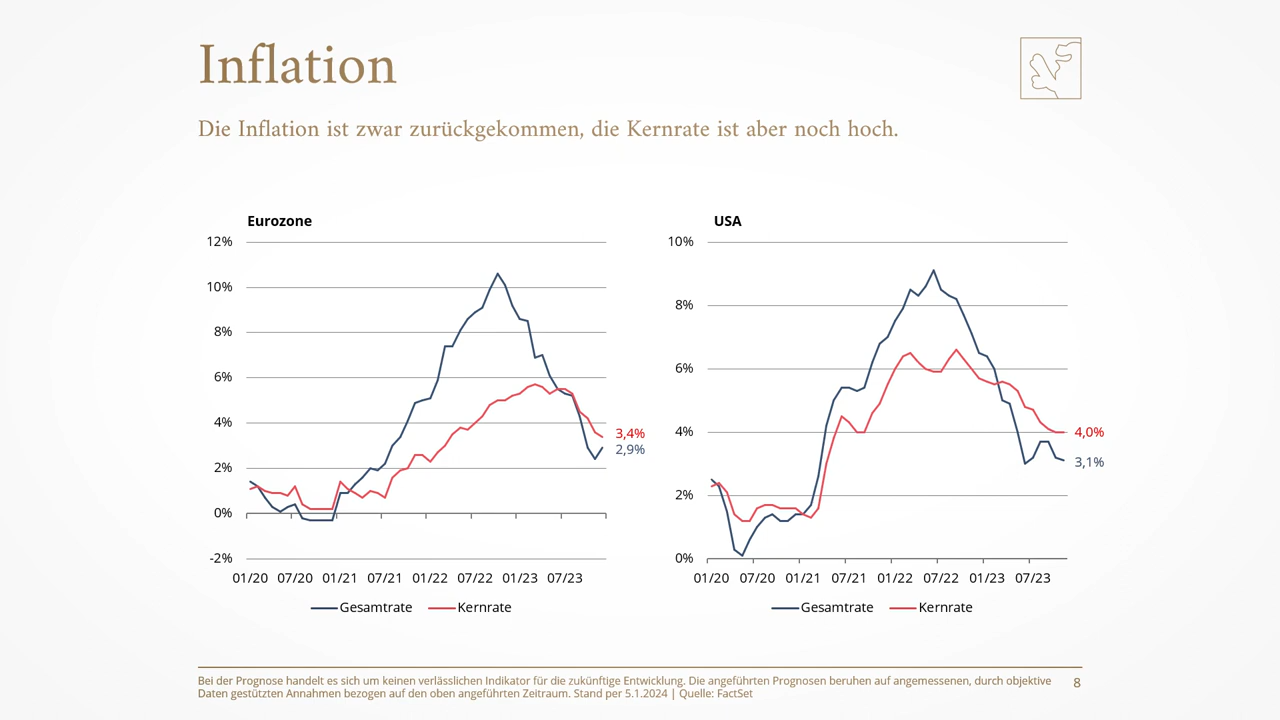 Inflation
Die Inflation ist zwar zurückgekommen, die Kernrate ist aber noch hoch.
Eurozone
12%
10%
8%
6%
4%
2%
0%
-2%
3,4%
2,9%
01/20 07/20 01/21 07/21 01/22 07/22 01/23 07/23
Gesamtrate Kernrate
USA
10%
8%
6%
4%
2%
0%
4,0%
3,1%
01/20 07/20 01/21 07/21 01/22 07/22 01/23 07/23
Gesamtrate Kernrate
Bei der Prognose handelt es sich um keinen verlässlichen Indikator für die zukünftige Entwicklung. Die angeführten Prognosen beruhen auf angemessenen, durch objektive
Daten gestützten Annahmen bezogen auf den oben angeführten Zeitraum. Stand per 5.1.2024 | Quelle: FactSet
8